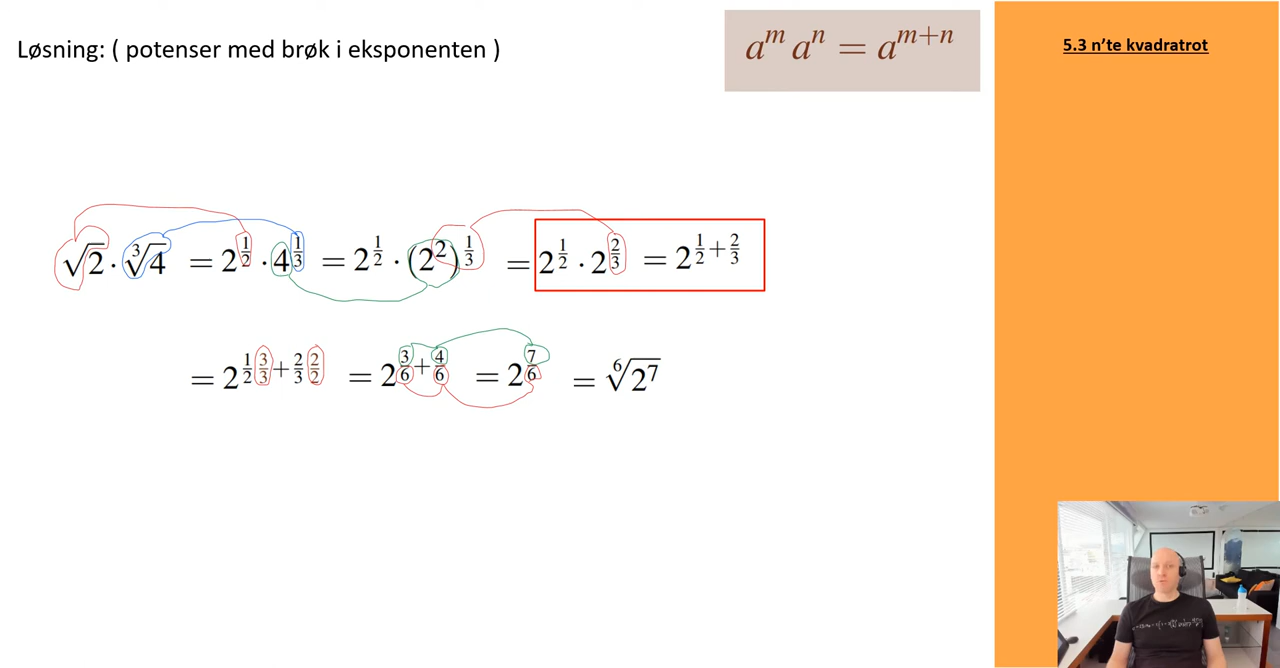 Løsning: ( potenser med brøk i eksponenten )
a^m a^n = a^{m+n}
5.3 n'te kvadratrot
√2 · ∛4 = 2^{1/2} · 4^{1/3} = 2^{1/2} · (2^2)^{1/3} = 2^{1/2} · 2^{2/3} = 2^{1/2 + 2/3}
= 2^{1/2 3/3 + 2/3 2/2} = 2^{3/6 + 4/6} = 2^{7/6} = ⁶√2^7